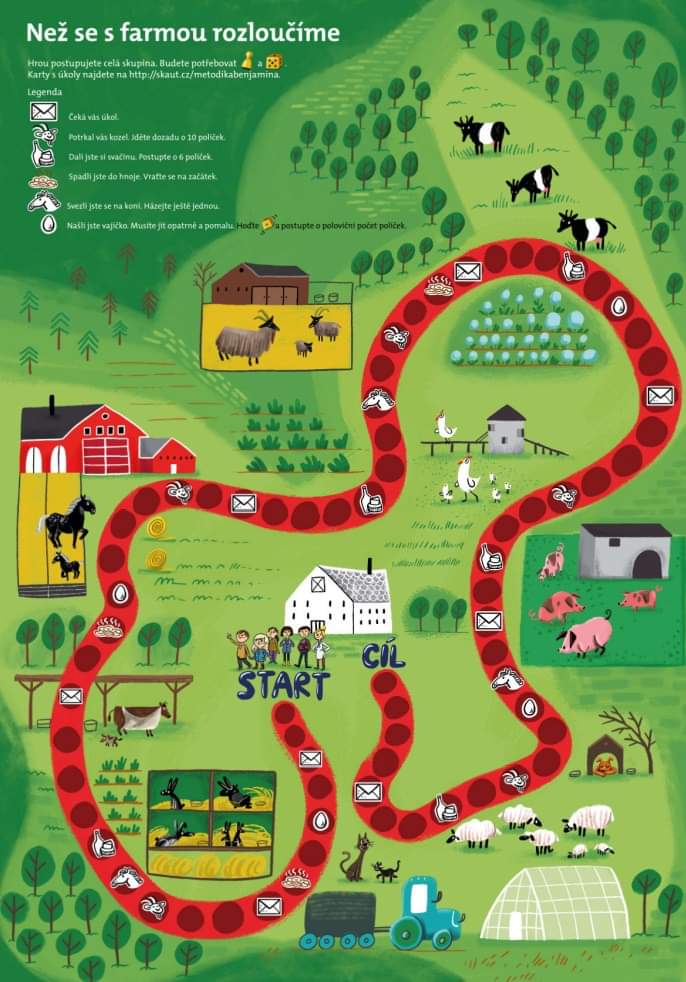 Než se s farmou rozloučíme
Hrou postupujete celá skupina. Budete potřebovat a .
Karty s úkoly najdete na http://skaut.cz/metodikabenjamina.
Legenda
Čeká vás úkol.
Potrkal vás kozel. Jděte dozadu o 10 políček.
Dali jste si svačinu. Postupte o 6 políček.
Spadli jste do hnoje. Vraťte se na začátek.
Svezli jste se na koni. Házejte ještě jednou.
Našli jste vajíčko. Musíte jít opatrně a pomalu. Hoďte a postupte o poloviční počet políček.
CÍL
START